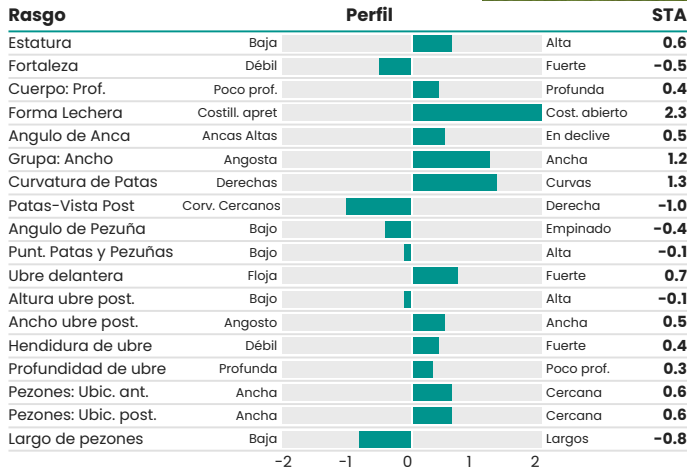 Rasgo Perfil STA
Estatura Baja Alta 0.6
Fortaleza Débil Fuerte -0.5
Cuerpo: Prof. Poco prof. Profunda 0.4
Forma Lechera Costill. apret Cost. abierto 2.3
Angulo de Anca Ancas Altas En declive 0.5
Grupa: Ancho Angosta Ancha 1.2
Curvatura de Patas Derechas Curvas 1.3
Patas-Vista Post Corv. Cercanos Derecha -1.0
Angulo de Pezuña Bajo Empinado -0.4
Punt. Patas y Pezuñas Bajo Alta -0.1
Ubre delantera Floja Fuerte 0.7
Altura ubre post. Bajo Alta -0.1
Ancho ubre post. Angosto Ancha 0.5
Hendidura de ubre Débil Fuerte 0.4
Profundidad de ubre Profunda Poco prof. 0.3
Pezones: Ubic. ant. Ancha Cercana 0.6
Pezones: Ubic. post. Ancha Cercana 0.6
Largo de pezones Baja Largos -0.8
-2 -1 0 1 2